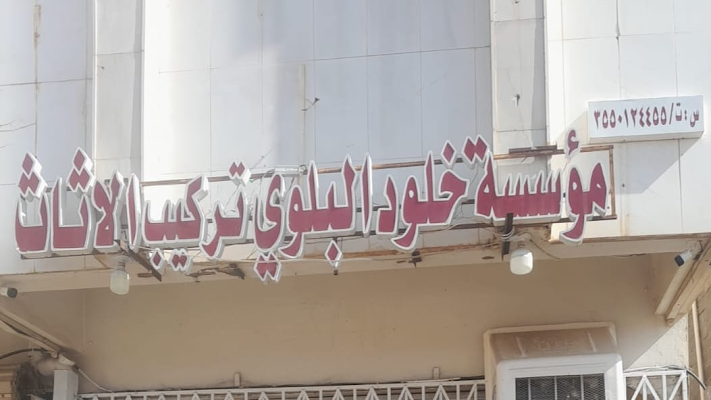 س:ت/٣٥٥٠١٢٤٤٥٥
مؤسسة خلود البلوي تركيب الاثاث